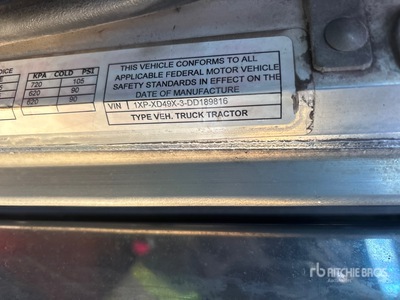 OICE
KPA COLD PSI
720 105
620 90
620 90
THIS VEHICLE CONFORMS TO ALL
APPLICABLE FEDERAL MOTOR VEHICLE
SAFETY STANDARDS IN EFFECT ON THE
DATE OF MANUFACTURE
VIN 1XP-XD49X-3-DD189816
TYPE VEH. TRUCK TRACTOR
rb RITCHIE BROS.